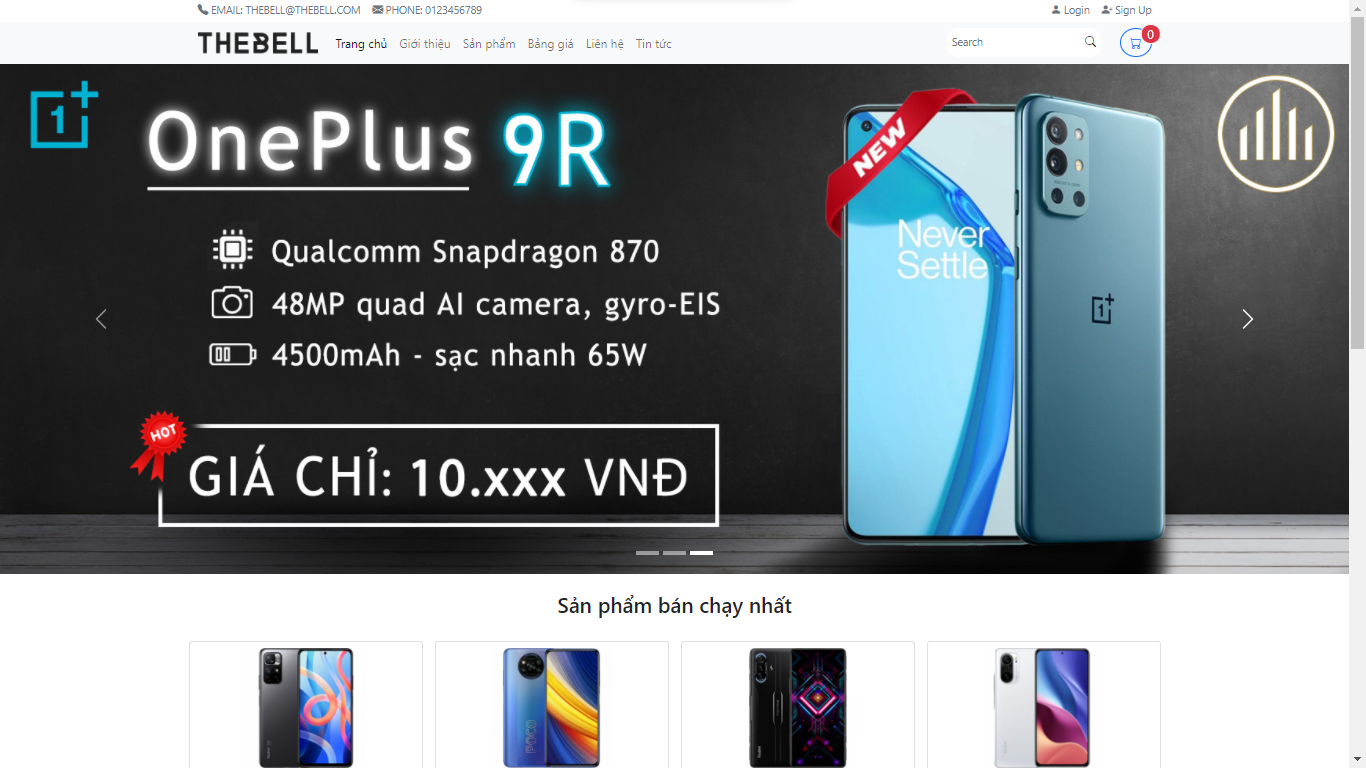 EMAIL: THEBELL@THEBELL.COM PHONE: 0123456789 Login Sign Up
THEBELL Trang chủ Giới thiệu Sản phẩm Bảng giá Liên hệ Tin tức Search 0
1 OnePlus 9R
NEW
Qualcomm Snapdragon 870
Never
Settle
48MP quad AI camera, gyro-EIS
4500mAh - sạc nhanh 65W
HOT
GIÁ CHỈ: 10.xxx VNĐ
Sản phẩm bán chạy nhất
POCO